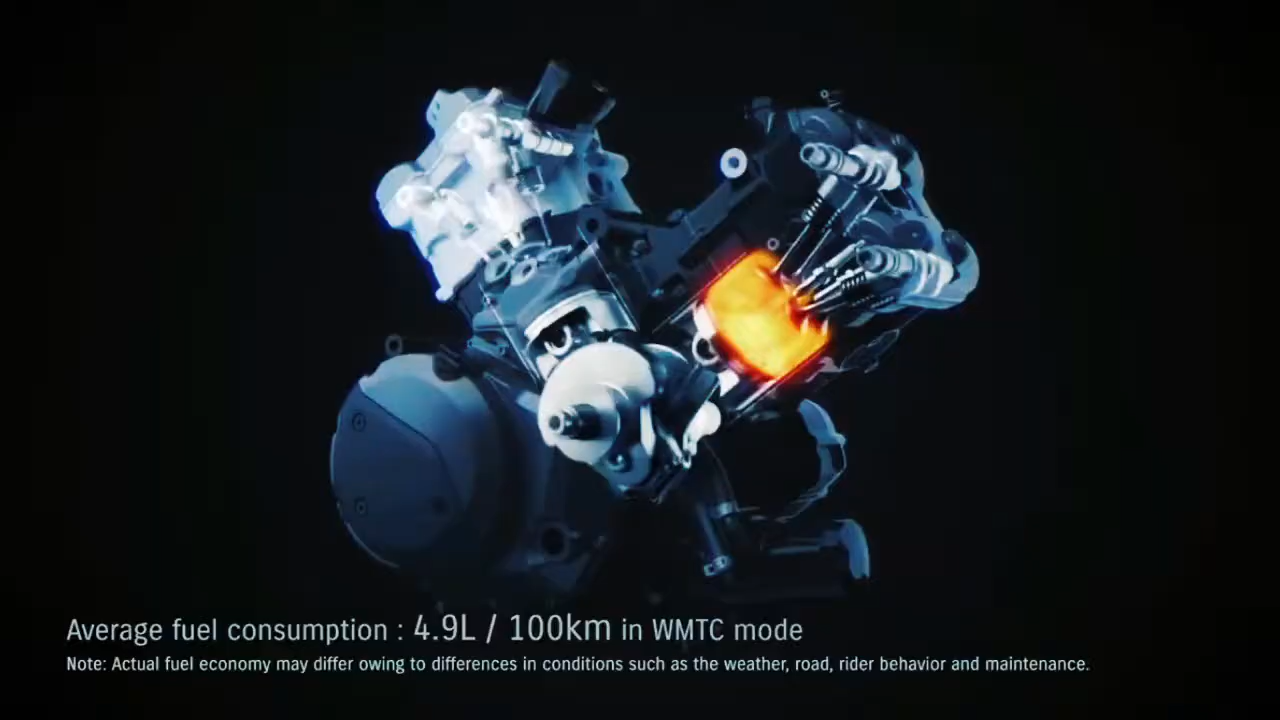 Average fuel consumption : 4.9L / 100km in WMTC mode
Note: Actual fuel economy may differ owing to differences in conditions such as the weather, road, rider behavior and maintenance.